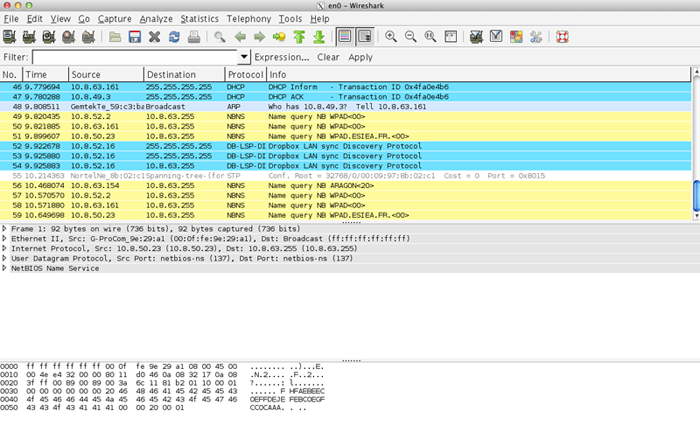 en0 – Wireshark
File Edit View Go Capture Analyze Statistics Telephony Tools Help
Filter: Expression... Clear Apply
No. Time Source Destination Protocol Info
46 9.779694 10.8.63.161 255.255.255.255 DHCP DHCP Inform - Transaction ID 0x4fa0e4b6
47 9.780288 10.8.49.3 255.255.255.255 DHCP DHCP ACK - Transaction ID 0x4fa0e4b6
48 9.808511 GemtekTe_59:c3:ba Broadcast ARP Who has 10.8.49.3? Tell 10.8.63.161
49 9.820435 10.8.52.2 10.8.63.255 NBNS Name query NB WPAD<00>
50 9.821885 10.8.63.161 10.8.63.255 NBNS Name query NB WPAD<00>
51 9.899607 10.8.50.23 10.8.63.255 NBNS Name query NB WPAD.ESIEA.FR.<00>
52 9.922678 10.8.52.16 255.255.255.255 DB-LSP-DI Dropbox LAN sync Discovery Protocol
53 9.925880 10.8.52.16 255.255.255.255 DB-LSP-DI Dropbox LAN sync Discovery Protocol
54 9.925883 10.8.52.16 10.8.63.255 DB-LSP-DI Dropbox LAN sync Discovery Protocol
55 10.214363 NortelNe_8b:02:c1 Spanning-tree-(for STP Conf. Root = 32768/0/00:09:97:8b:02:c1 Cost = 0 Port = 0x8015
56 10.468074 10.8.63.154 10.8.63.255 NBNS Name query NB ARAGON<20>
57 10.570570 10.8.52.2 10.8.63.255 NBNS Name query NB WPAD<00>
58 10.571880 10.8.63.161 10.8.63.255 NBNS Name query NB WPAD<00>
59 10.649698 10.8.50.23 10.8.63.255 NBNS Name query NB WPAD.ESIEA.FR.<00>
Frame 1: 92 bytes on wire (736 bits), 92 bytes captured (736 bits)
Ethernet II, Src: G-ProCom_9e:29:a1 (00:0f:fe:9e:29:a1), Dst: Broadcast (ff:ff:ff:ff:ff:ff)
Internet Protocol, Src: 10.8.50.23 (10.8.50.23), Dst: 10.8.63.255 (10.8.63.255)
User Datagram Protocol, Src Port: netbios-ns (137), Dst Port: netbios-ns (137)
NetBIOS Name Service
0000 ff ff ff ff ff ff 00 0f fe 9e 29 a1 08 00 45 00 ........ ..)...E.
0010 00 4e e4 32 00 00 80 11 d0 46 0a 08 32 17 0a 08 .N.2.... .F..2...
0020 3f ff 00 89 00 89 00 3a 6c 11 81 b2 01 10 00 01 ?......: l.......
0030 00 00 00 00 00 00 20 46 48 46 41 45 42 45 45 43 ...... F HFAEBEEC
0040 4f 45 46 46 44 45 4a 45 46 45 42 43 4f 45 47 46 OEFFDEJE FEBCOEGF
0050 43 43 4f 43 41 41 41 00 00 20 00 01 CCOCAAA. . ..